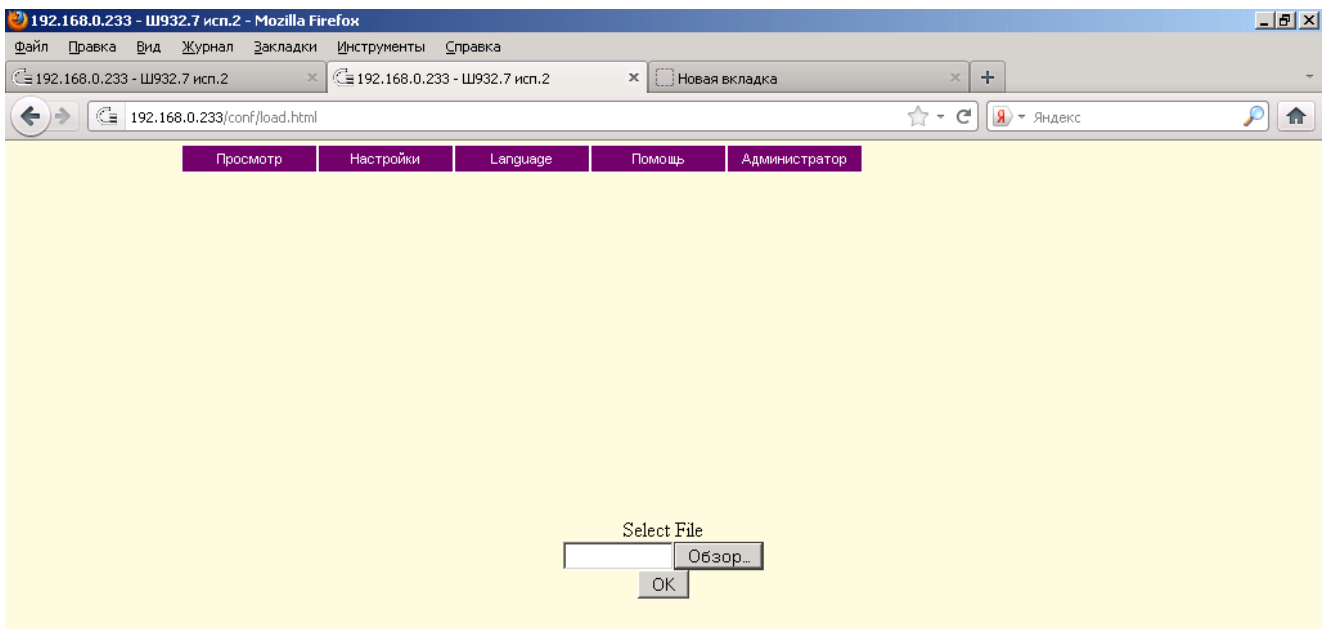 192.168.0.233 - Ш932.7 исп.2 - Mozilla Firefox
Файл Правка Вид Журнал Закладки Инструменты Справка
192.168.0.233 - Ш932.7 исп.2 192.168.0.233 - Ш932.7 исп.2 Новая вкладка
192.168.0.233/conf/load.html Яндекс
Просмотр Настройки Language Помощь Администратор
Select File
Обзор...
OK